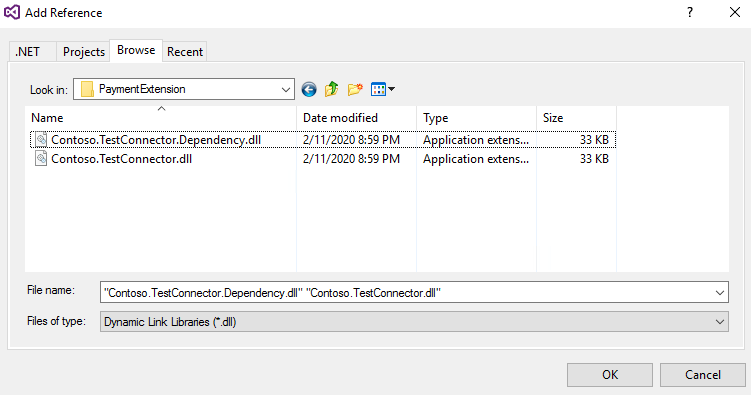 Add Reference
.NET Projects Browse Recent
Look in: PaymentExtension
Name Date modified Type Size
Contoso.TestConnector.Dependency.dll 2/11/2020 8:59 PM Application extens... 33 KB
Contoso.TestConnector.dll 2/11/2020 8:59 PM Application extens... 33 KB
File name: "Contoso.TestConnector.Dependency.dll" "Contoso.TestConnector.dll"
Files of type: Dynamic Link Libraries (*.dll)
OK Cancel